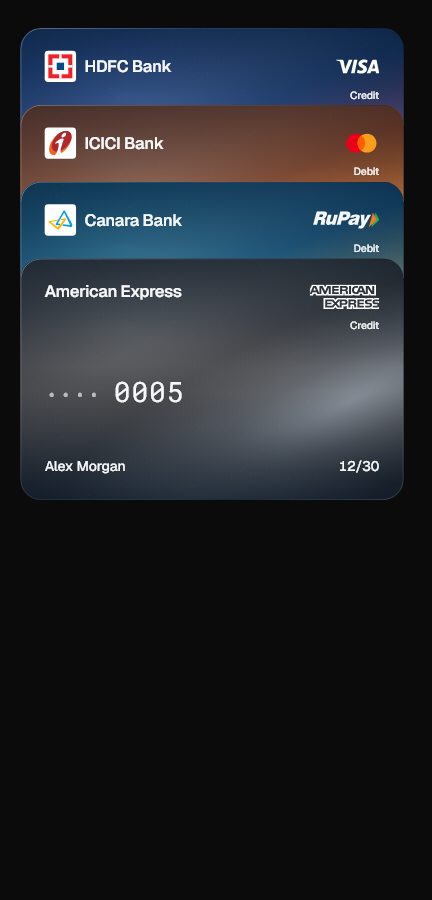 HDFC Bank
VISA
Credit
ICICI Bank
Debit
Canara Bank
RuPay
Debit
American Express
AMERICAN
EXPRESS
Credit
•••• 0005
Alex Morgan
12/30